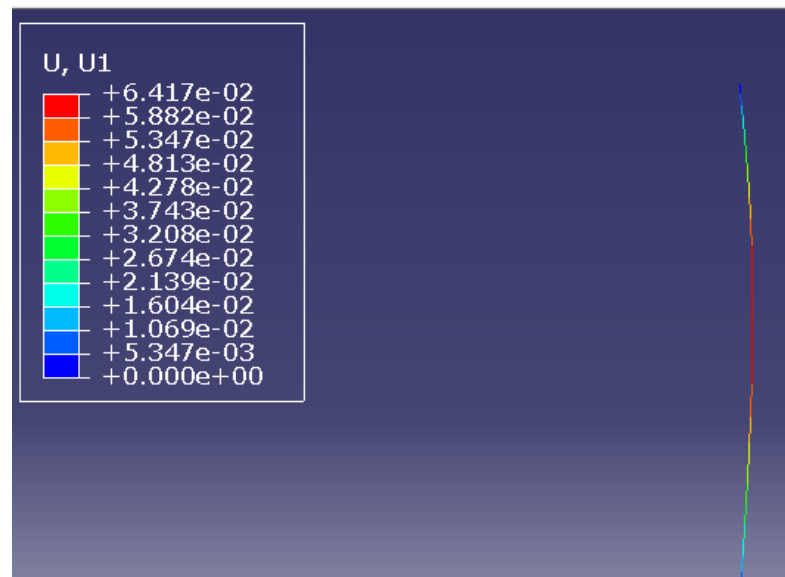 U, U1
+6.417e-02
+5.882e-02
+5.347e-02
+4.813e-02
+4.278e-02
+3.743e-02
+3.208e-02
+2.674e-02
+2.139e-02
+1.604e-02
+1.069e-02
+5.347e-03
+0.000e+00